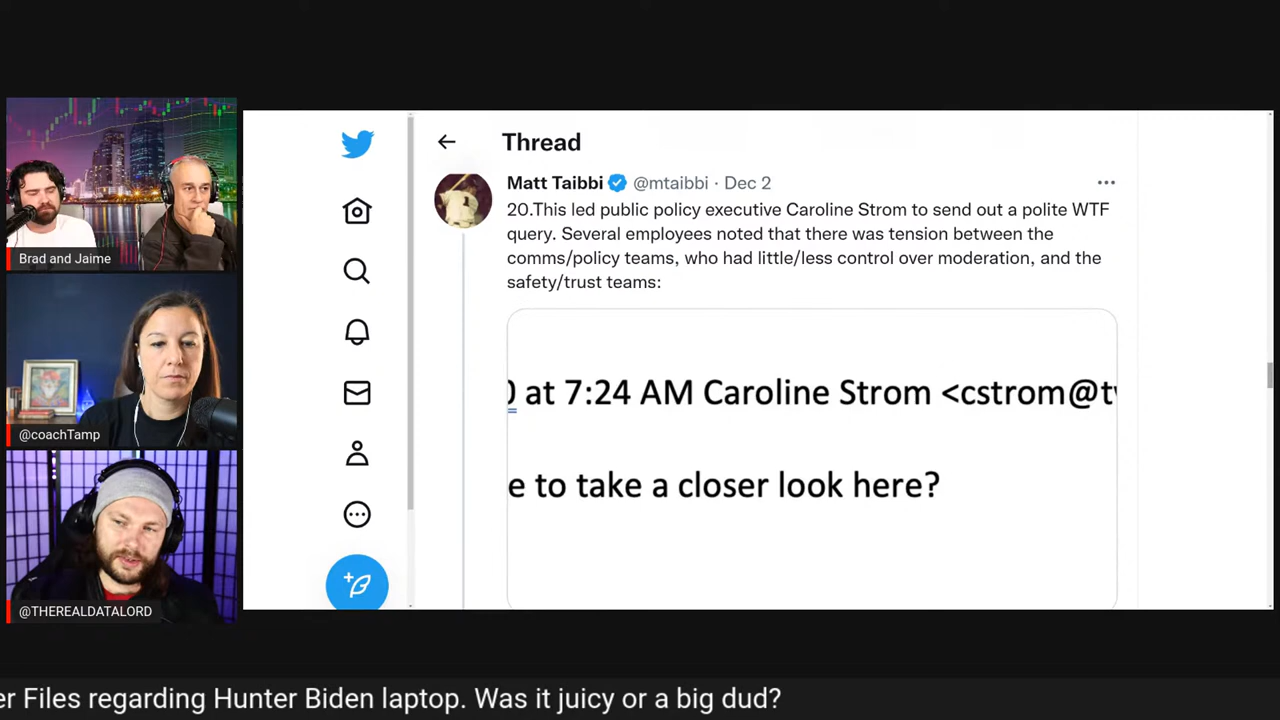 Brad and Jaime
@coachTamp
@THEREALDATALORD
Thread
Matt Taibbi @mtaibbi · Dec 2
20.This led public policy executive Caroline Strom to send out a polite WTF
query. Several employees noted that there was tension between the
comms/policy teams, who had little/less control over moderation, and the
safety/trust teams:
0 at 7:24 AM Caroline Strom <cstrom@tw
e to take a closer look here?
er Files regarding Hunter Biden laptop. Was it juicy or a big dud?